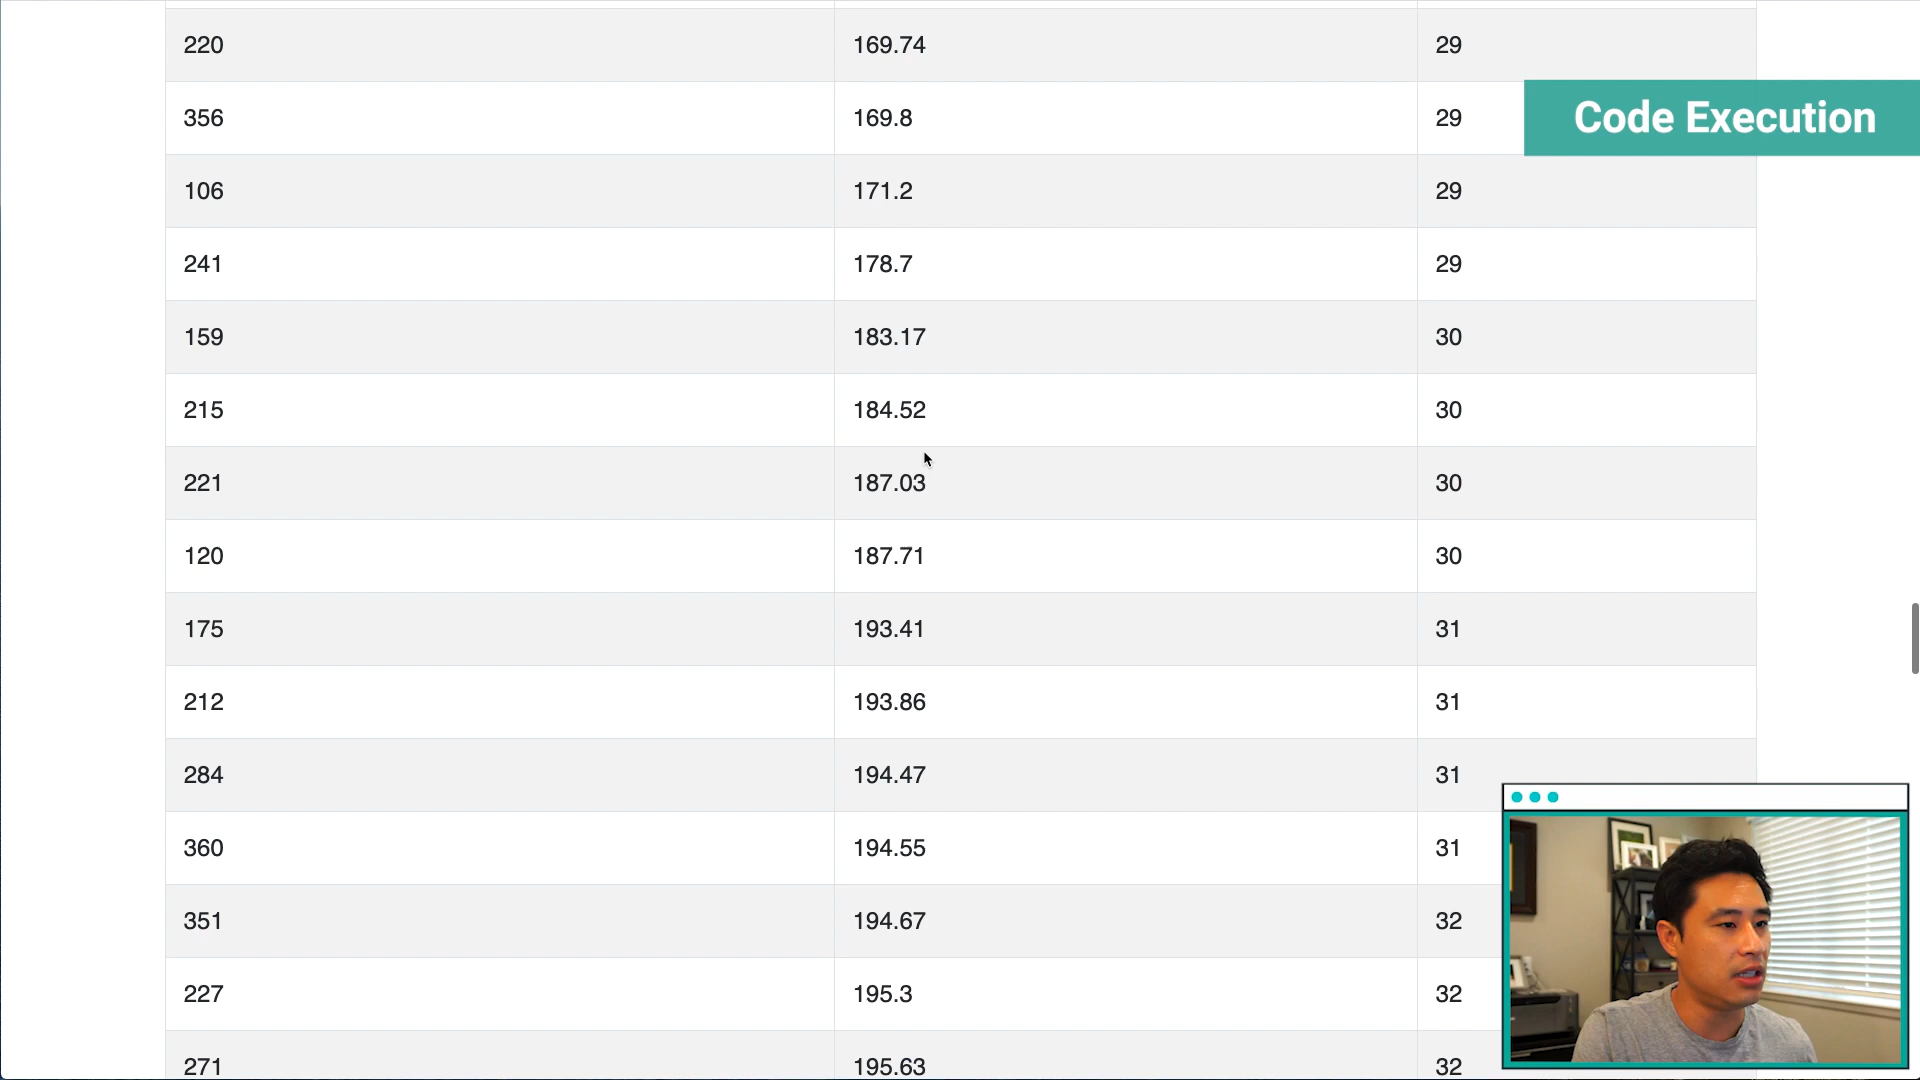 220 169.74 29
356 169.8 29
Code Execution
106 171.2 29
241 178.7 29
159 183.17 30
215 184.52 30
221 187.03 30
120 187.71 30
175 193.41 31
212 193.86 31
284 194.47 31
360 194.55 31
351 194.67 32
227 195.3 32
271 195.63 32